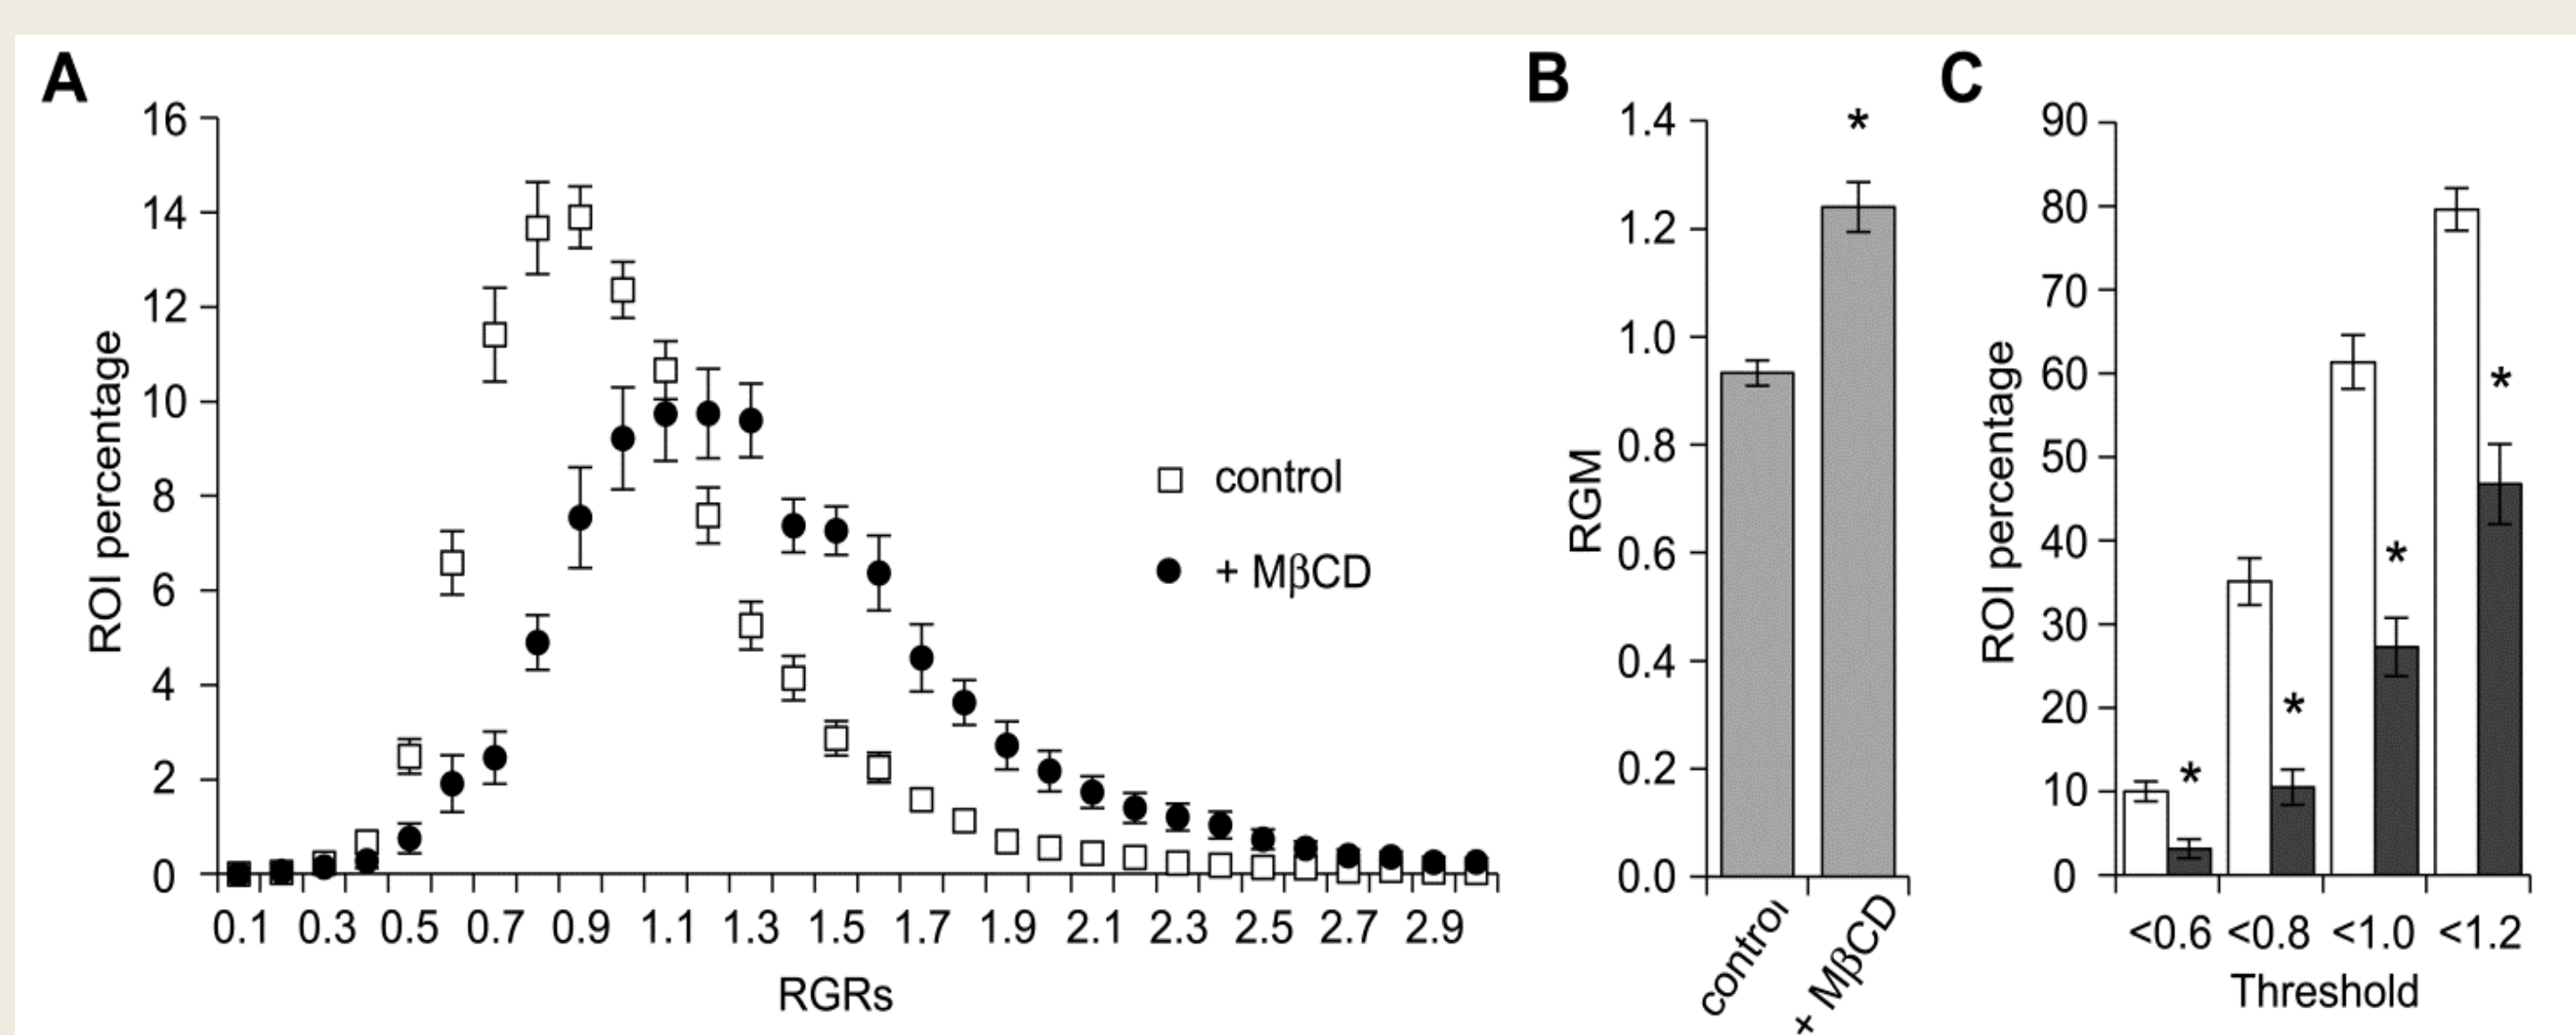 A
16
14
12
10
8
6
4
2
0
ROI percentage
0.1 0.3 0.5 0.7 0.9 1.1 1.3 1.5 1.7 1.9 2.1 2.3 2.5 2.7 2.9
RGRs
control
+ MβCD
B
1.4
1.2
1.0
0.8
0.6
0.4
0.2
0.0
RGM
*
control
+ MβCD
C
90
80
70
60
50
40
30
20
10
0
ROI percentage
*
*
*
*
<0.6 <0.8 <1.0 <1.2
Threshold